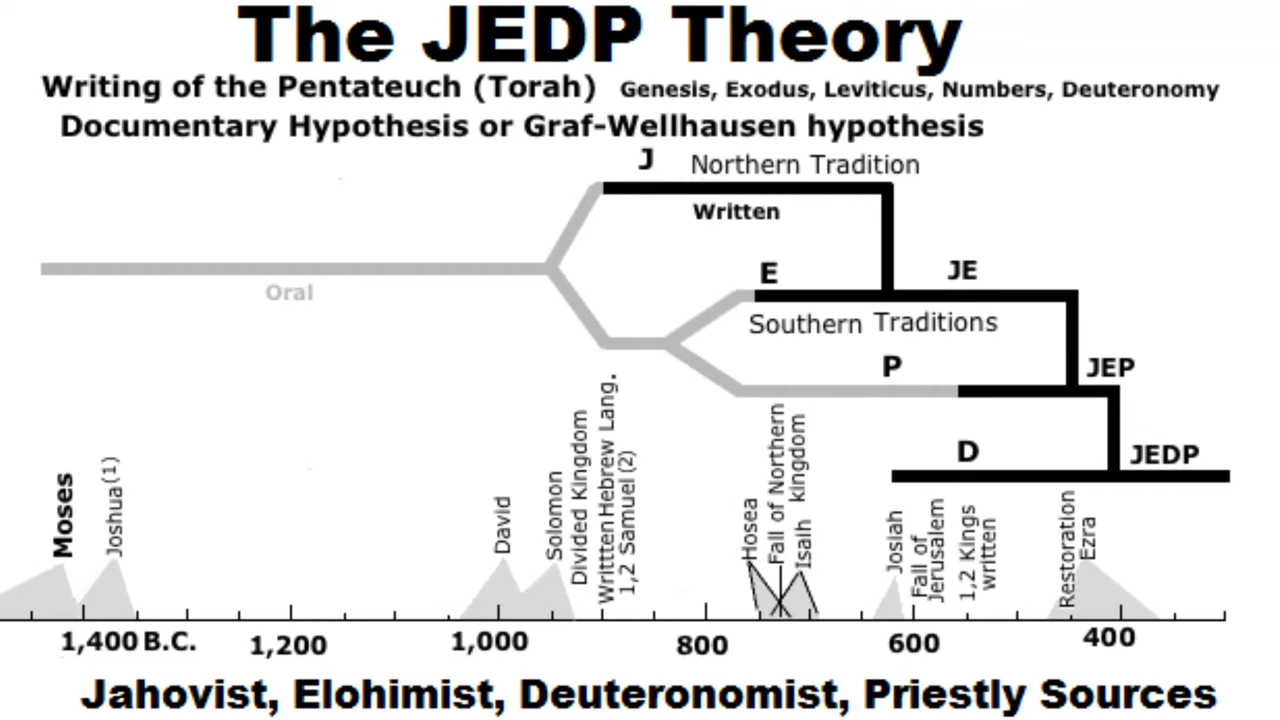 The JEDP Theory
Writing of the Pentateuch (Torah) Genesis, Exodus, Leviticus, Numbers, Deuteronomy
Documentary Hypothesis or Graf-Wellhausen hypothesis
J Northern Tradition
Written
Oral
E JE
Southern Traditions
P JEP
D JEDP
Moses
Joshua (1)
David
Solomon
Divided Kingdom
Writtten Hebrew Lang.
1,2 Samuel (2)
Hosea
Fall of Northern
kingdom
Isaih
Josiah
Fall of
Jerusalem
1,2 Kings
written
Restoration
Ezra
1,400 B.C. 1,200 1,000 800 600 400
Jahovist, Elohimist, Deuteronomist, Priestly Sources